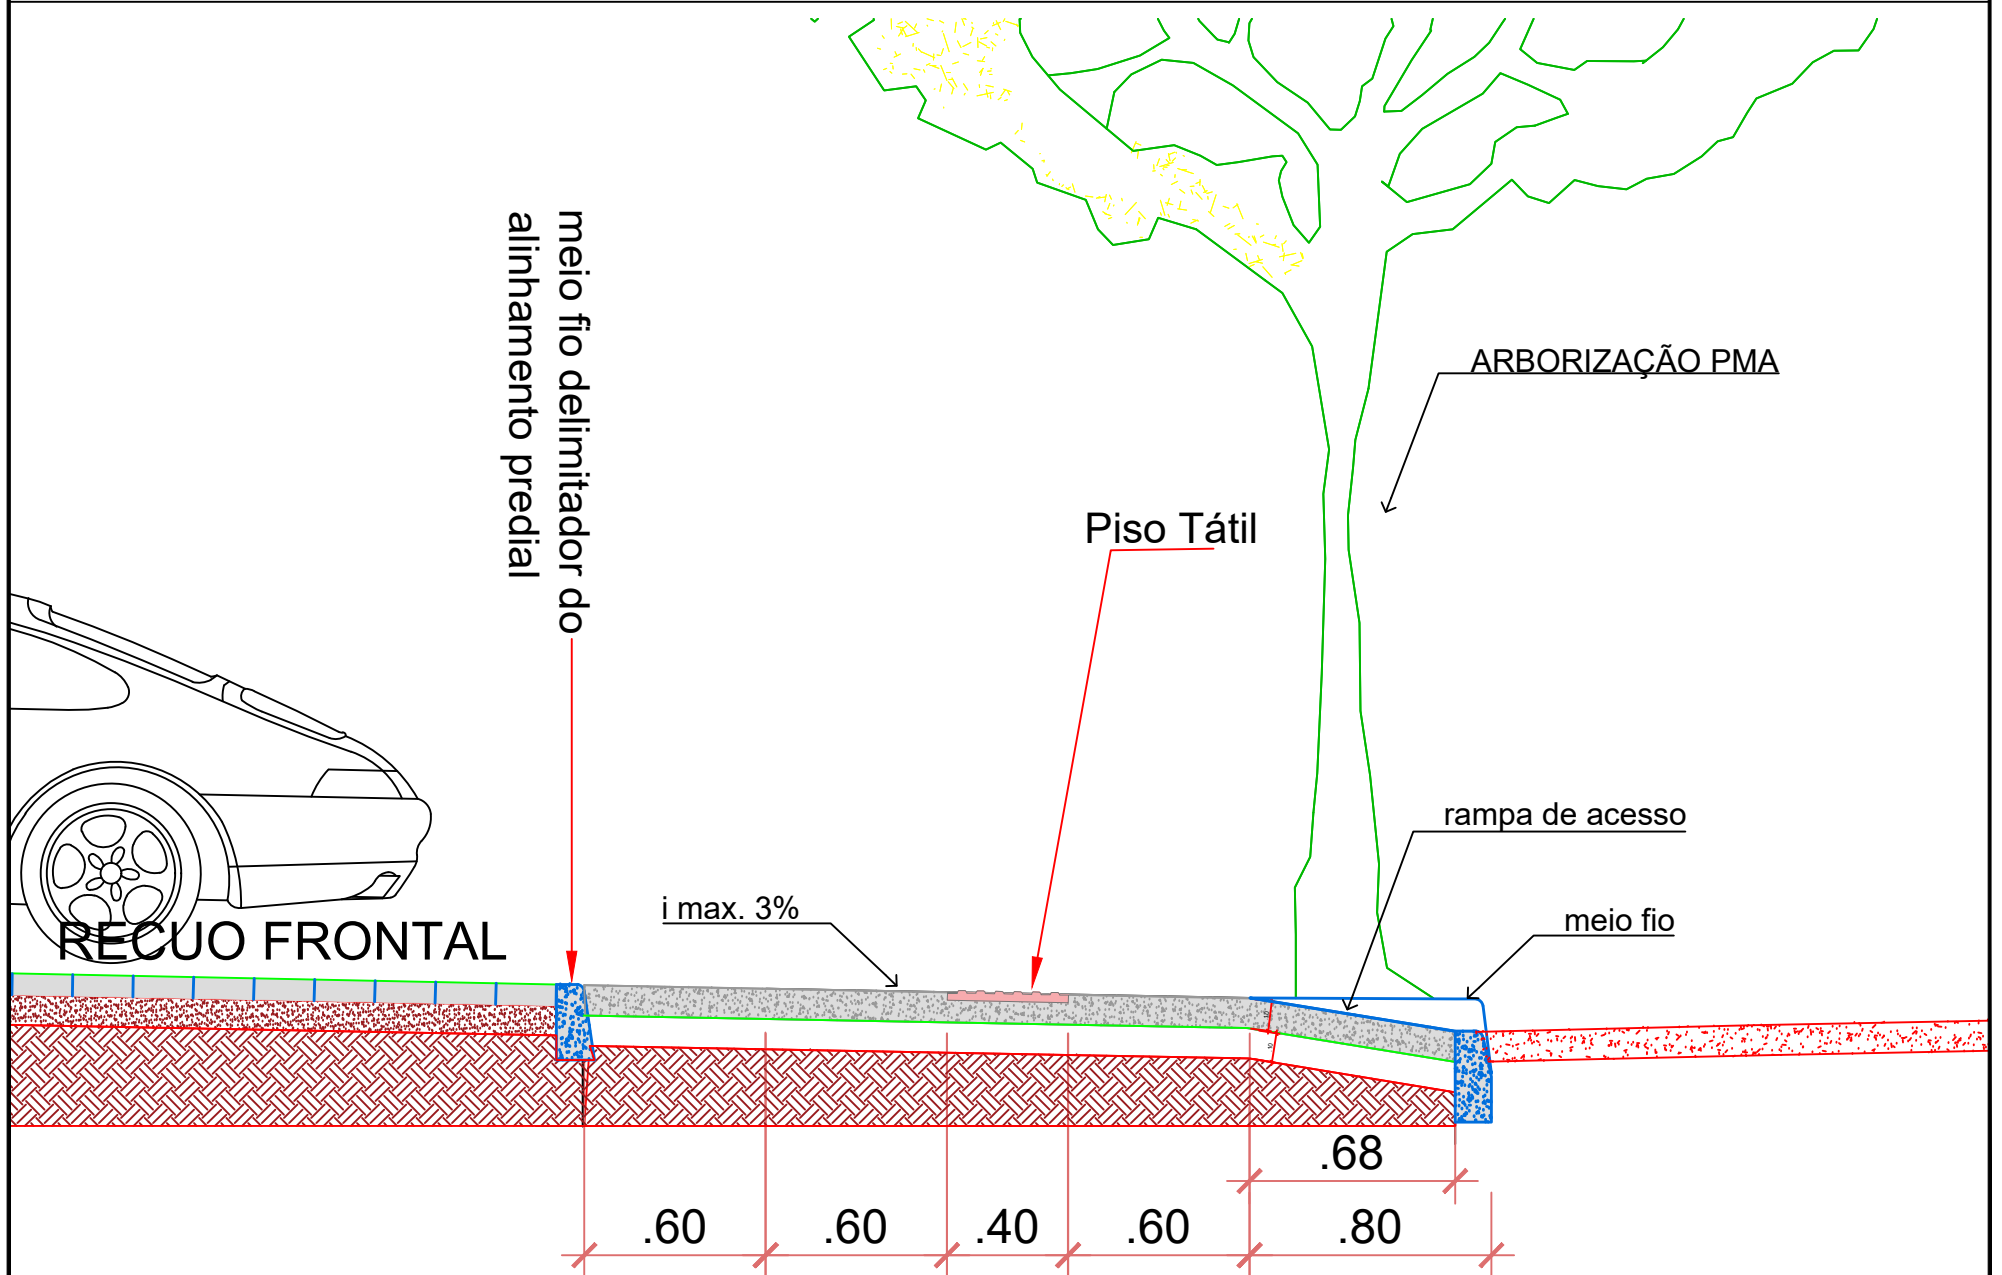 meio fio delimitador do
alinhamento predial
ARBORIZAÇÃO PMA
Piso Tátil
rampa de acesso
i max. 3%
meio fio
RECUO FRONTAL
.68
.60
.60
.40
.60
.80